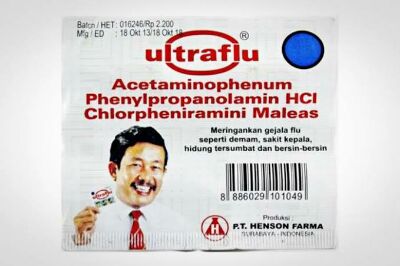 Batch / HET : 016246/Rp 2.200
Mfg / ED : 18 Okt 13/18 Okt 18
ultraflu ®
Acetaminophenum
Phenylpropanolamin HCl
Chlorpheniramini Maleas
Meringankan gejala flu
seperti demam, sakit kepala,
hidung tersumbat dan bersin-bersin
ultraflu
8 886029 101049
Produksi :
H
P.T. HENSON FARMA
SURABAYA - INDONESIA